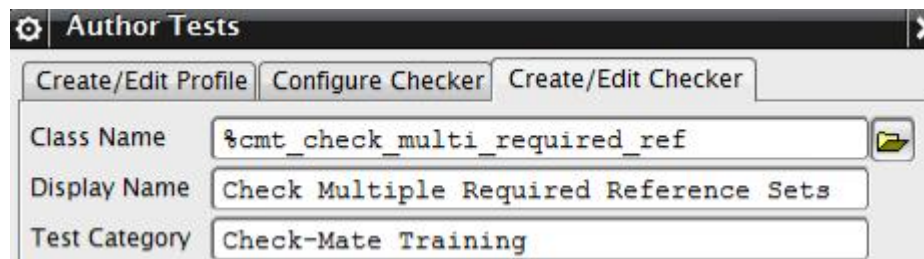 Author Tests
Create/Edit Profile Configure Checker Create/Edit Checker
Class Name %cmt_check_multi_required_ref
Display Name Check Multiple Required Reference Sets
Test Category Check-Mate Training